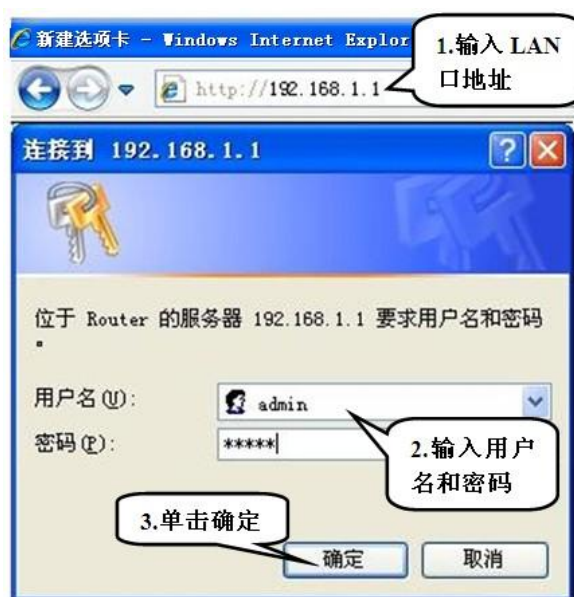 新建选项卡 - Windows Internet Explor
1.输入 LAN
口地址
http://192.168.1.1
连接到 192.168.1.1
位于 Router 的服务器 192.168.1.1 要求用户名和密码
。
用户名(U):
admin
密码(P):
*****
2.输入用户
名和密码
3.单击确定
确定
取消